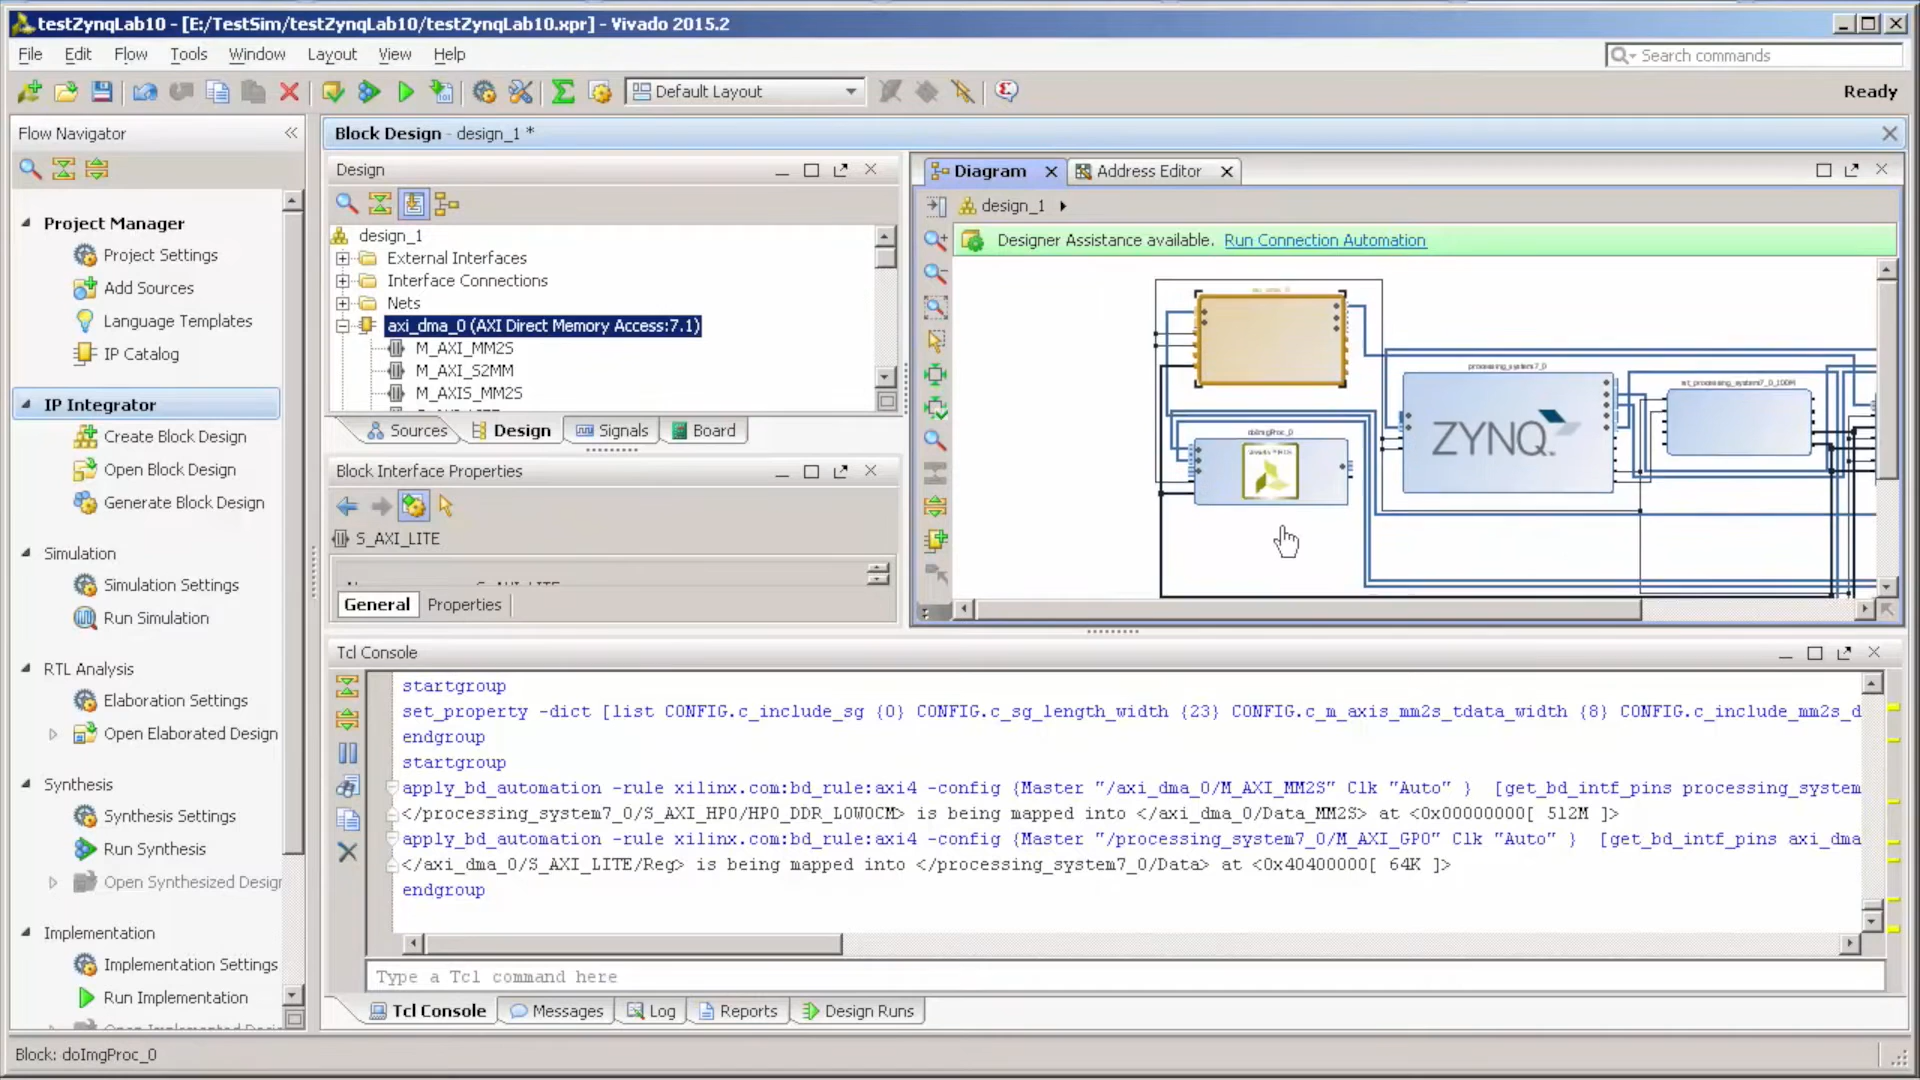 testZynqLab10 - [E:/TestSim/testZynqLab10/testZynqLab10.xpr] - Vivado 2015.2
File Edit Flow Tools Window Layout View Help
Search commands
Default Layout
Ready
Flow Navigator
Project Manager
Project Settings
Add Sources
Language Templates
IP Catalog
IP Integrator
Create Block Design
Open Block Design
Generate Block Design
Simulation
Simulation Settings
Run Simulation
RTL Analysis
Elaboration Settings
Open Elaborated Design
Synthesis
Synthesis Settings
Run Synthesis
Open Synthesized Desigr
Implementation
Implementation Settings
Run Implementation
Block Design - design_1 *
Design
design_1
External Interfaces
Interface Connections
Nets
axi_dma_0 (AXI Direct Memory Access:7.1)
M_AXI_MM2S
M_AXI_S2MM
M_AXIS_MM2S
Sources Design Signals Board
Block Interface Properties
S_AXI_LITE
General Properties
Diagram Address Editor
design_1
Designer Assistance available. Run Connection Automation
processing_system7_0
ZYNQ
rst_processing_system7_0_100M
doImgProc_0
Tcl Console
startgroup
set_property -dict [list CONFIG.c_include_sg {0} CONFIG.c_sg_length_width {23} CONFIG.c_m_axis_mm2s_tdata_width {8} CONFIG.c_include_mm2s_d
endgroup
startgroup
apply_bd_automation -rule xilinx.com:bd_rule:axi4 -config {Master "/axi_dma_0/M_AXI_MM2S" Clk "Auto" } [get_bd_intf_pins processing_system
</processing_system7_0/S_AXI_HP0/HP0_DDR_LOWOCM> is being mapped into </axi_dma_0/Data_MM2S> at <0x00000000[ 512M ]>
apply_bd_automation -rule xilinx.com:bd_rule:axi4 -config {Master "/processing_system7_0/M_AXI_GP0" Clk "Auto" } [get_bd_intf_pins axi_dma
</axi_dma_0/S_AXI_LITE/Reg> is being mapped into </processing_system7_0/Data> at <0x40400000[ 64K ]>
endgroup
Type a Tcl command here
Tcl Console Messages Log Reports Design Runs
Block: doImgProc_0